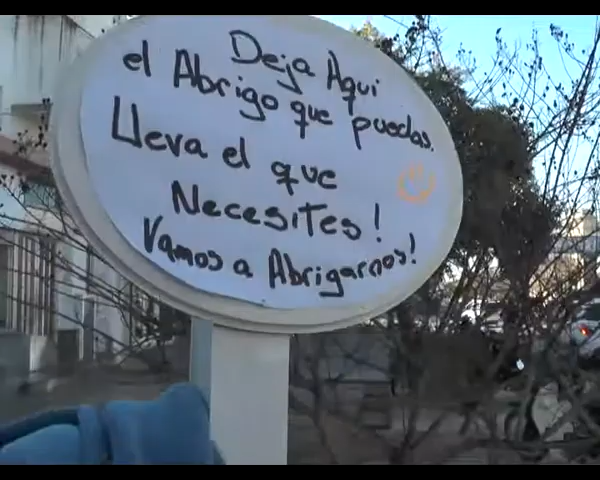 Deja Aqui
el Abrigo que puedas.
Lleva el que
Necesites!
Vamos a Abrigarnos!